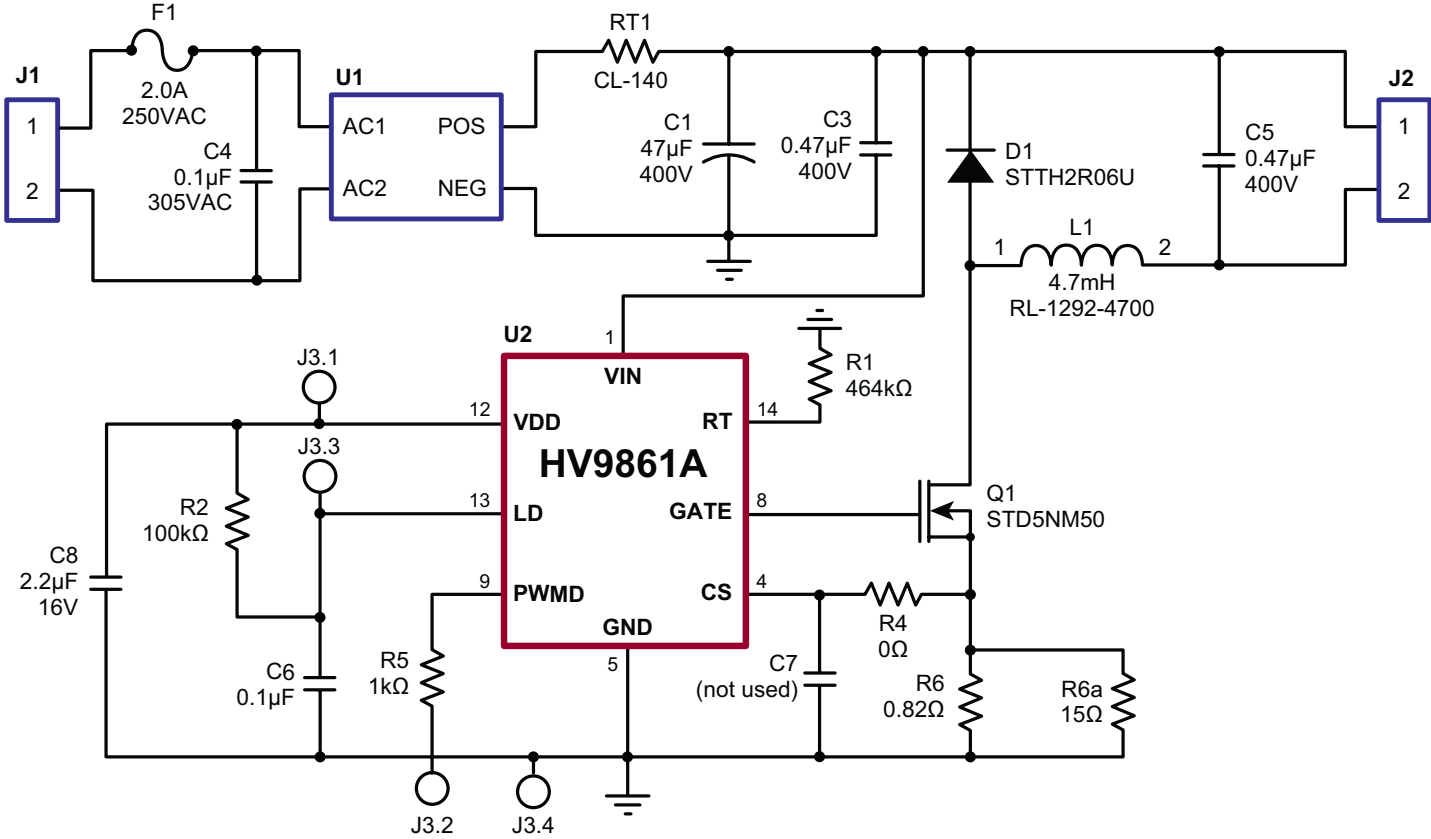 F1
2.0A
250VAC
J1
1
2
C4
0.1µF
305VAC
U1
AC1
POS
AC2
NEG
RT1
CL-140
C1
47µF
400V
C3
0.47µF
400V
D1
STTH2R06U
C5
0.47µF
400V
J2
1
2
1
L1
2
4.7mH
RL-1292-4700
U2
1
VIN
HV9861A
12
VDD
13
LD
9
PWMD
GND
5
RT
14
GATE
8
CS
4
R1
464kΩ
J3.1
J3.3
R2
100kΩ
C8
2.2µF
16V
C6
0.1µF
R5
1kΩ
J3.2
J3.4
Q1
STD5NM50
R4
0Ω
C7
(not used)
R6
0.82Ω
R6a
15Ω